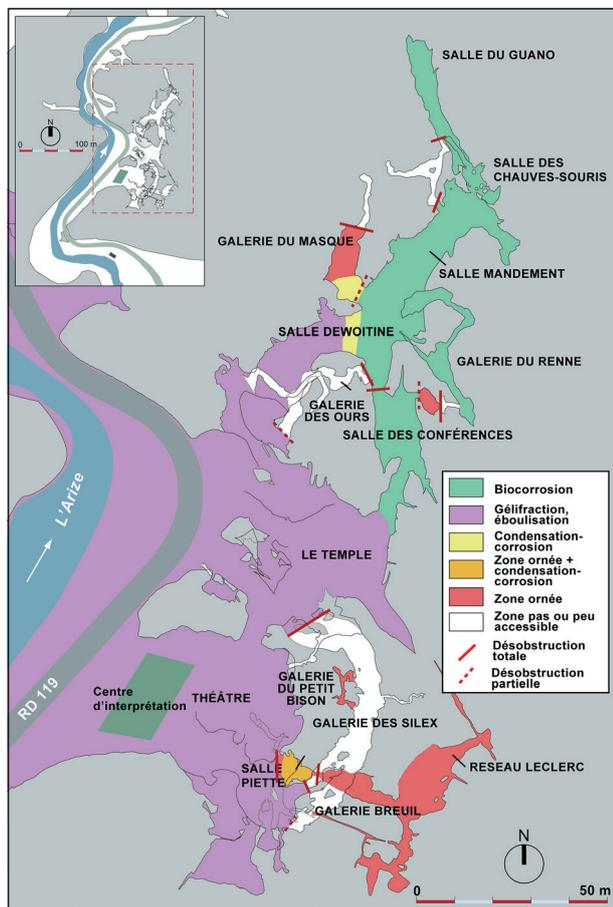 N
0
100 m
SALLE DU GUANO
SALLE DES
CHAUVES-SOURIS
GALERIE DU MASQUE
SALLE MANDEMENT
SALLE DEWOITINE
GALERIE DU RENNE
GALERIE
DES OURS
SALLE DES CONFÉRENCES
L'Arize
RD 119
LE TEMPLE
Centre
d'interprétation
THÉÂTRE
GALERIE
DU PETIT
BISON
GALERIE DES SILEX
SALLE
PIETTE
RESEAU LECLERC
GALERIE BREUIL
Biocorrosion
Gélifraction,
éboulisation
Condensation-
corrosion
Zone ornée +
condensation-
corrosion
Zone ornée
Zone pas ou peu
accessible
Désobstruction
totale
Désobstruction
partielle
N
0
50 m